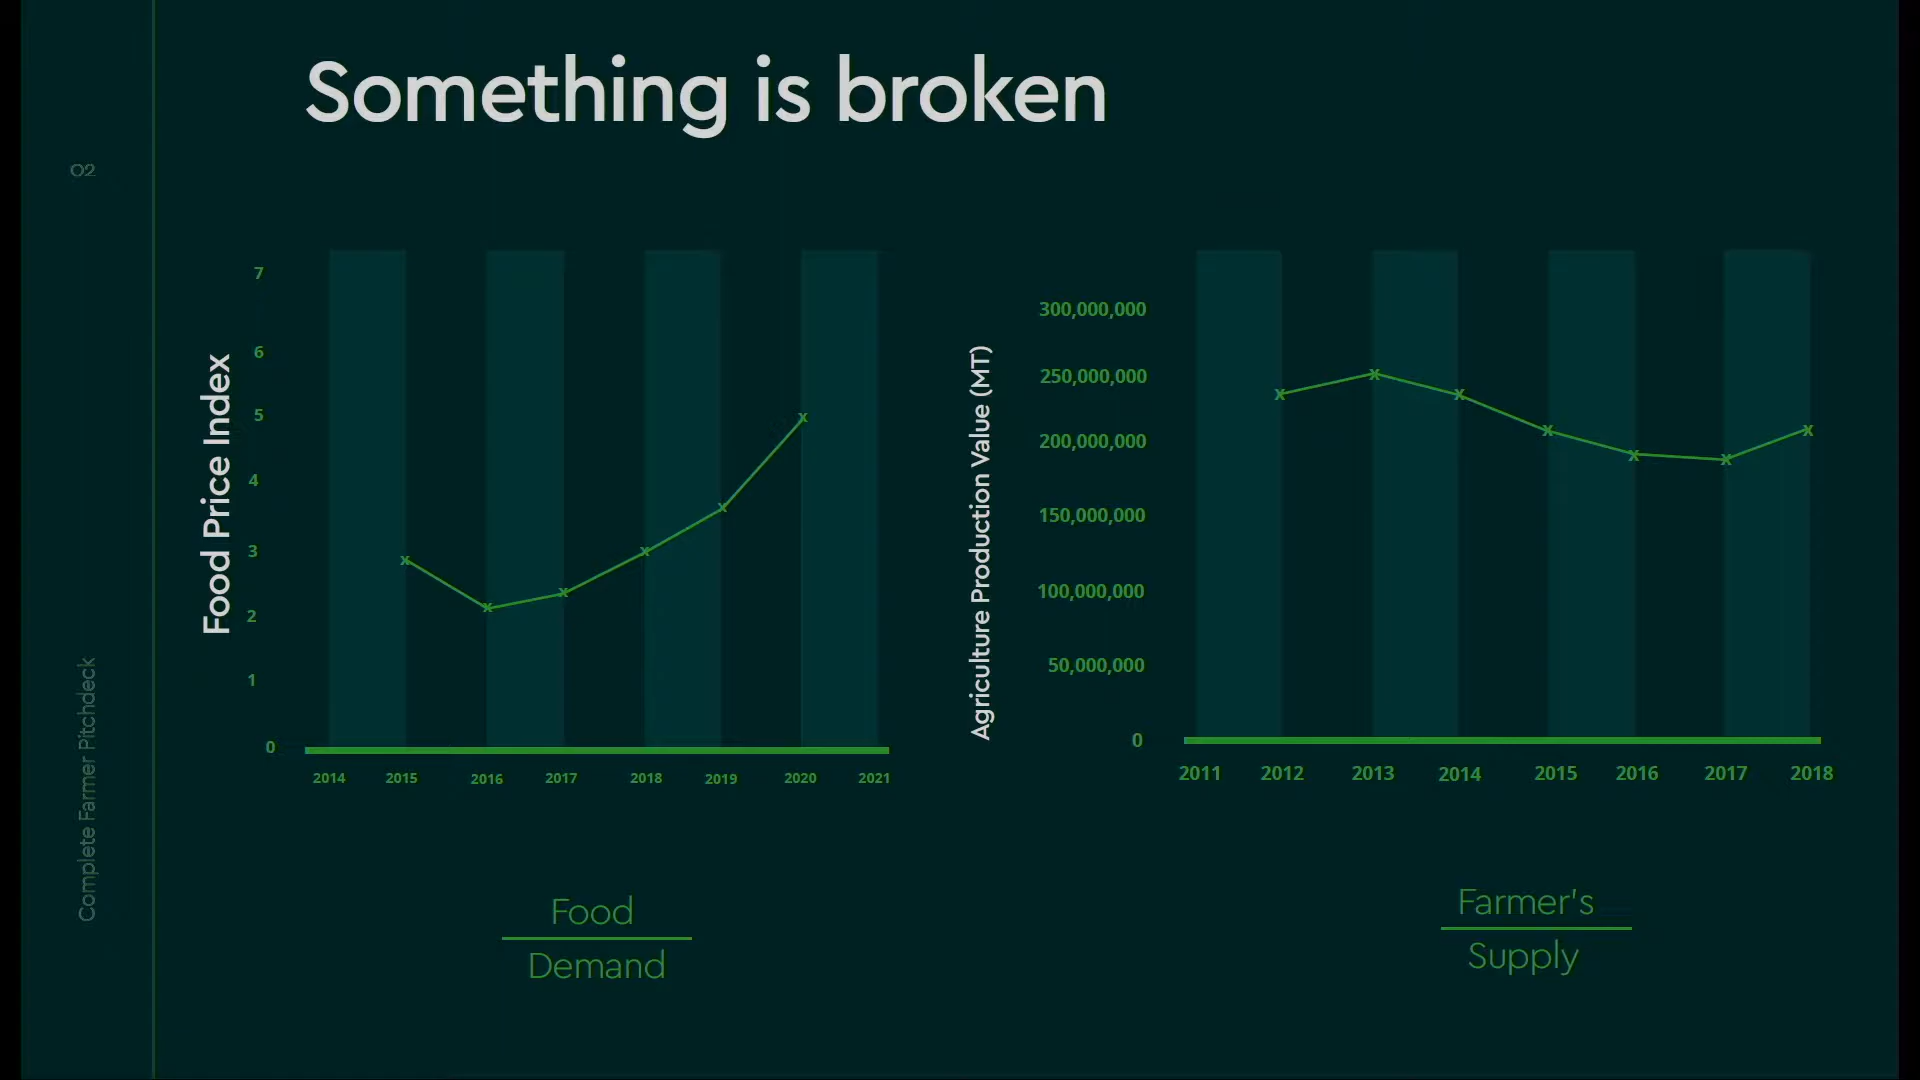 Something is broken
02
Complete Farmer Pitchdeck
Food Price Index
7
6
5
4
3
2
1
0
2014 2015 2016 2017 2018 2019 2020 2021
Food
Demand
Agriculture Production Value (MT)
300,000,000
250,000,000
200,000,000
150,000,000
100,000,000
50,000,000
0
2011 2012 2013 2014 2015 2016 2017 2018
Farmer's
Supply